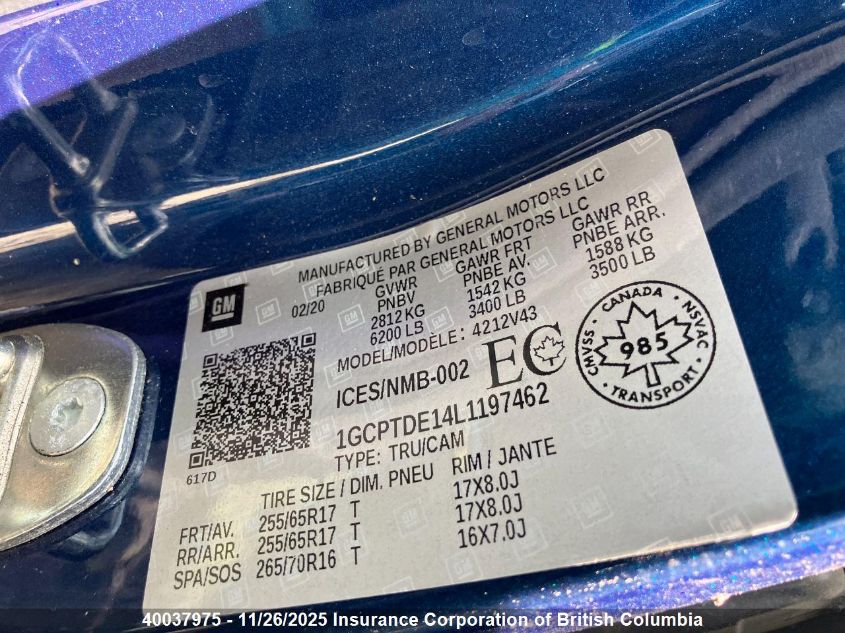 MANUFACTURED BY GENERAL MOTORS LLC
FABRIQUÉ PAR GENERAL MOTORS LLC
GM
02/20
GVWR
PNBV
2812 KG
6200 LB
GAWR FRT
PNBE AV.
1542 KG
3400 LB
GAWR RR
PNBE ARR.
1588 KG
3500 LB
MODEL/MODÈLE: 4212V43
ICES/NMB-002
EC
CANADA
CMVSS
NSVAC
985
TRANSPORT
1GCPTDE14L1197462
TYPE: TRU/CAM
617D
TIRE SIZE / DIM. PNEU RIM / JANTE
FRT/AV. 255/65R17 T 17X8.0J
RR/ARR. 255/65R17 T 17X8.0J
SPA/SOS 265/70R16 T 16X7.0J
40037975 - 11/26/2025 Insurance Corporation of British Columbia